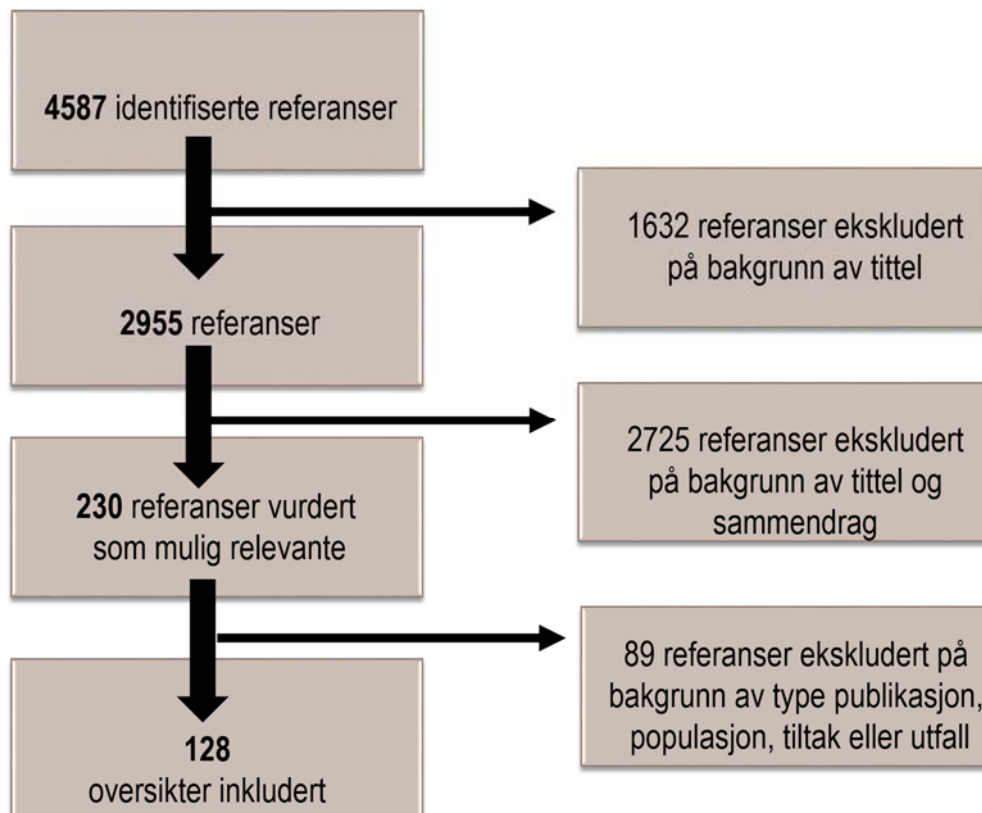 4587 identifiserte referanser
1632 referanser ekskludert
på bakgrunn av tittel
2955 referanser
2725 referanser ekskludert
på bakgrunn av tittel og
sammendrag
230 referanser vurdert
som mulig relevante
89 referanser ekskludert på
bakgrunn av type publikasjon,
populasjon, tiltak eller utfall
128
oversikter inkludert